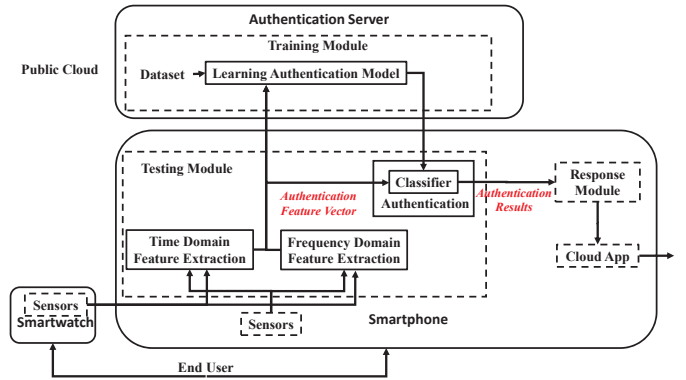 Authentication Server
Training Module
Public Cloud
Dataset
Learning Authentication Model
Testing Module
Classifier
Authentication
Authentication
Feature Vector
Authentication
Results
Response
Module
Time Domain
Feature Extraction
Frequency Domain
Feature Extraction
Cloud App
Sensors
Smartwatch
Sensors
Smartphone
End User